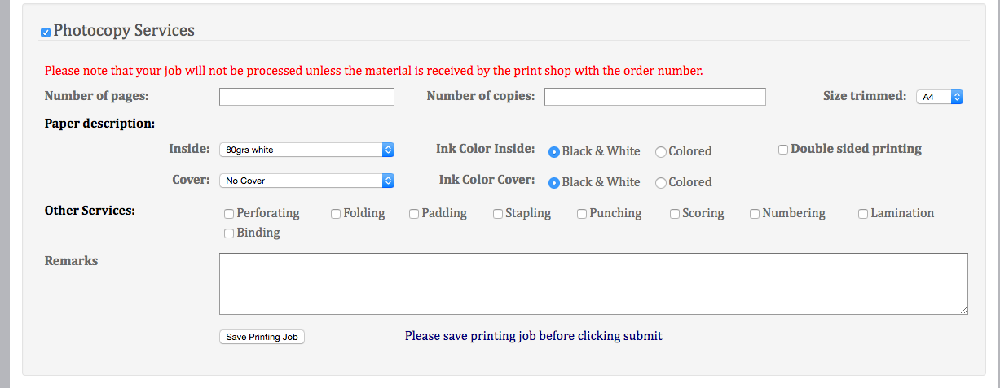 Photocopy Services
Please note that your job will not be processed unless the material is received by the print shop with the order number.
Number of pages: Number of copies: Size trimmed: A4
Paper description:
Inside: 80grs white Ink Color Inside: Black & White Colored Double sided printing
Cover: No Cover Ink Color Cover: Black & White Colored
Other Services: Perforating Folding Padding Stapling Punching Scoring Numbering Lamination
Binding
Remarks
Save Printing Job Please save printing job before clicking submit